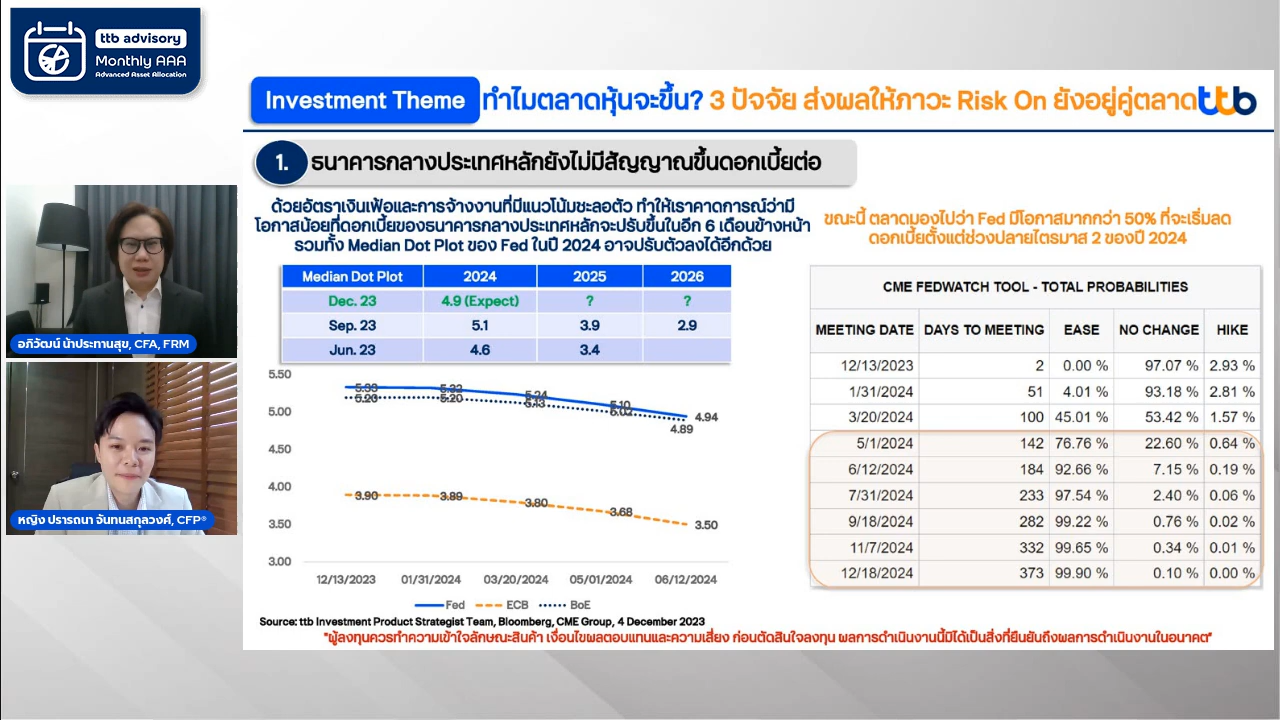 ttb advisory
Monthly AAA
Advanced Asset Allocation
Investment Theme ทำไมตลาดหุ้นจะขึ้น? 3 ปัจจัย ส่งผลให้ภาวะ Risk On ยังอยู่คู่ตลาด ttb
1. ธนาคารกลางประเทศหลักยังไม่มีสัญญาณขึ้นดอกเบี้ยต่อ
ด้วยอัตราเงินเฟ้อและการจ้างงานที่มีแนวโน้มชะลอตัว ทำให้เราคาดการณ์ว่ามี
โอกาสน้อยที่ดอกเบี้ยของธนาคารกลางประเทศหลักจะปรับขึ้นในอีก 6 เดือนข้างหน้า
รวมทั้ง Median Dot Plot ของ Fed ในปี 2024 อาจปรับตัวลงได้อีกด้วย
Median Dot Plot 2024 2025 2026
Dec. 23 4.9 (Expect) ? ?
Sep. 23 5.1 3.9 2.9
Jun. 23 4.6 3.4
5.50
5.00
4.50
4.00
3.50
3.00
5.33 5.32 5.24 5.10 4.94
5.20 5.20 5.13 5.02 4.89
3.90 3.89 3.80 3.68 3.50
12/13/2023 01/31/2024 03/20/2024 05/01/2024 06/12/2024
Fed ECB BoE
ขณะนี้ ตลาดมองไปว่า Fed มีโอกาสมากกว่า 50% ที่จะเริ่มลด
ดอกเบี้ยตั้งแต่ช่วงปลายไตรมาส 2 ของปี 2024
CME FEDWATCH TOOL - TOTAL PROBABILITIES
MEETING DATE DAYS TO MEETING EASE NO CHANGE HIKE
12/13/2023 2 0.00 % 97.07 % 2.93 %
1/31/2024 51 4.01 % 93.18 % 2.81 %
3/20/2024 100 45.01 % 53.42 % 1.57 %
5/1/2024 142 76.76 % 22.60 % 0.64 %
6/12/2024 184 92.66 % 7.15 % 0.19 %
7/31/2024 233 97.54 % 2.40 % 0.06 %
9/18/2024 282 99.22 % 0.76 % 0.02 %
11/7/2024 332 99.65 % 0.34 % 0.01 %
12/18/2024 373 99.90 % 0.10 % 0.00 %
Source: ttb Investment Product Strategist Team, Bloomberg, CME Group, 4 December 2023
"ผู้ลงทุนควรทำความเข้าใจลักษณะสินค้า เงื่อนไขผลตอบแทนและความเสี่ยง ก่อนตัดสินใจลงทุน ผลการดำเนินงานนี้มิได้เป็นสิ่งที่ยืนยันถึงผลการดำเนินงานในอนาคต"
อภิวัฒน์ น้าประทานสุข, CFA, FRM
หญิง ปรารถนา จันทนสกุลวงศ์, CFP®